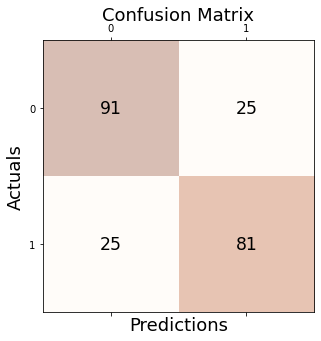 Confusion Matrix
0 1
0 91 25
Actuals
1 25 81
Predictions